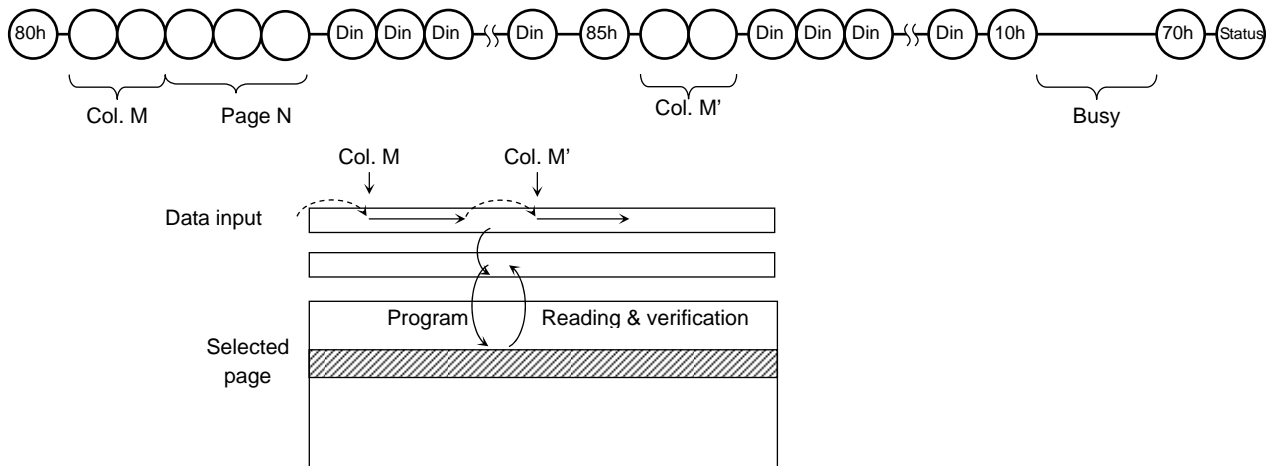 80h Din Din Din Din 85h Din Din Din Din 10h 70h Status
Col. M Page N Col. M’ Busy
Col. M Col. M’
Data input
Program Reading & verification
Selected
page